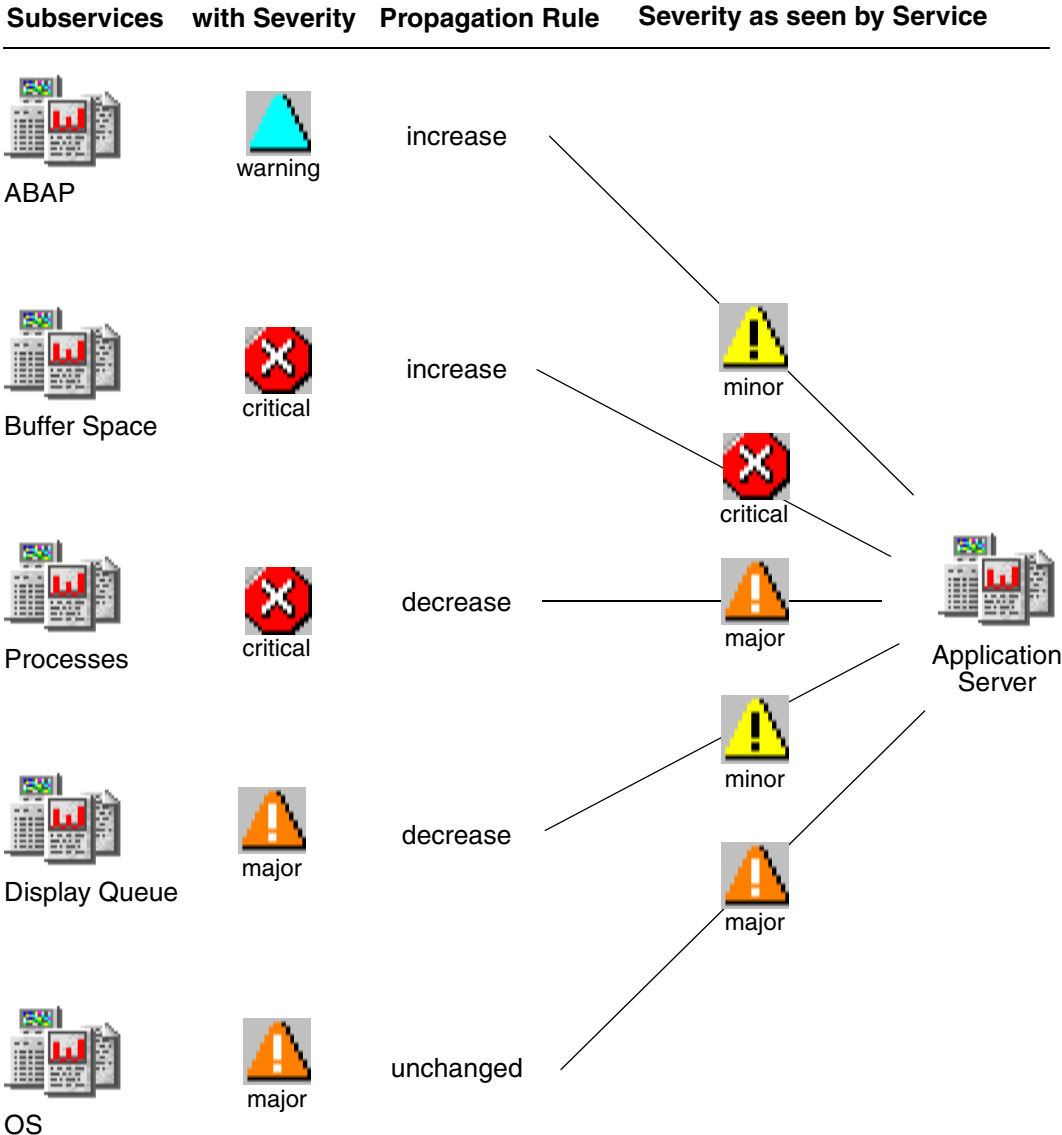 Subservices with Severity Propagation Rule Severity as seen by Service
increase
warning
ABAP
increase
minor
critical
Buffer Space
critical
decrease
major
critical
Processes
Application
Server
minor
decrease
major
Display Queue
major
unchanged
major
OS